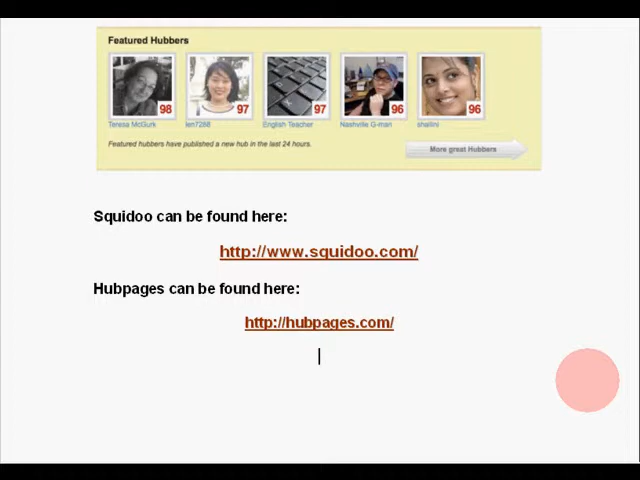 Featured Hubbers
98 97 97 96 96
Teresa McGurk len7288 English Teacher Nashville G-man shalini
Featured hubbers have published a new hub in the last 24 hours.
More great Hubbers
Squidoo can be found here:
http://www.squidoo.com/
Hubpages can be found here:
http://hubpages.com/